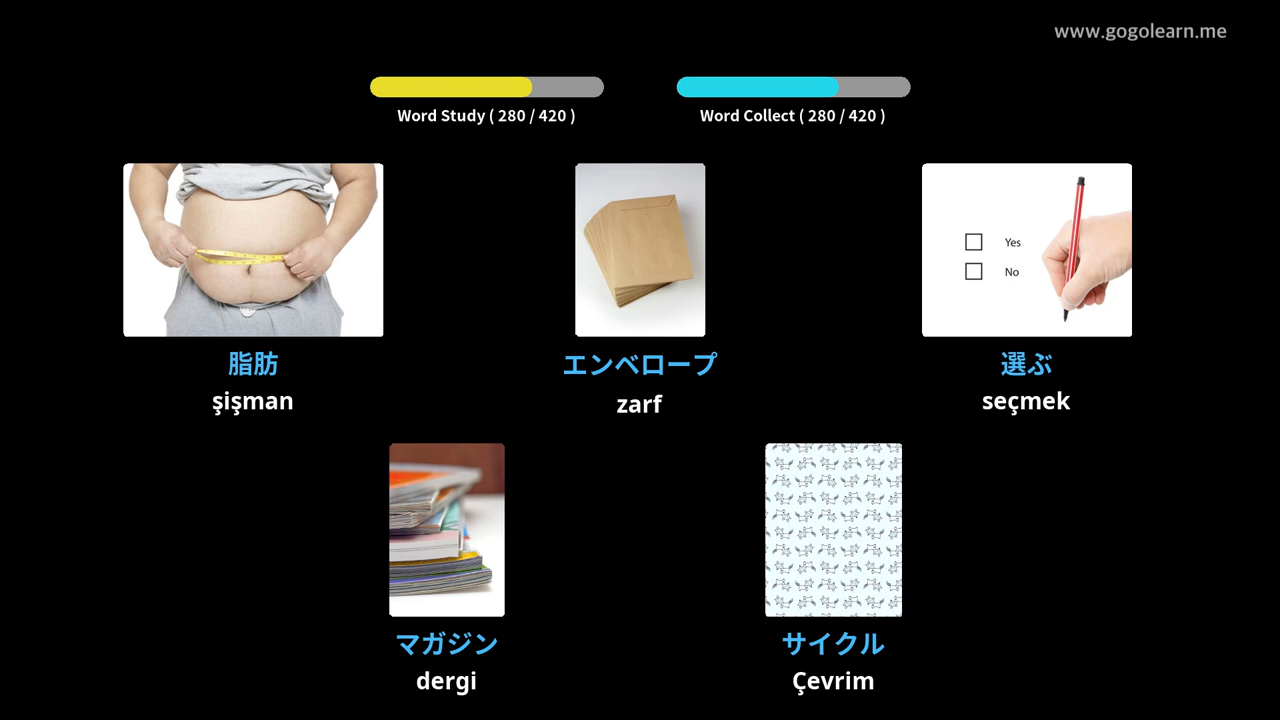 www.gogolearn.me
Word Study ( 280 / 420 )
Word Collect ( 280 / 420 )
Yes
No
脂肪
エンベロープ
選ぶ
şişman
zarf
seçmek
マガジン
サイクル
dergi
Çevrim